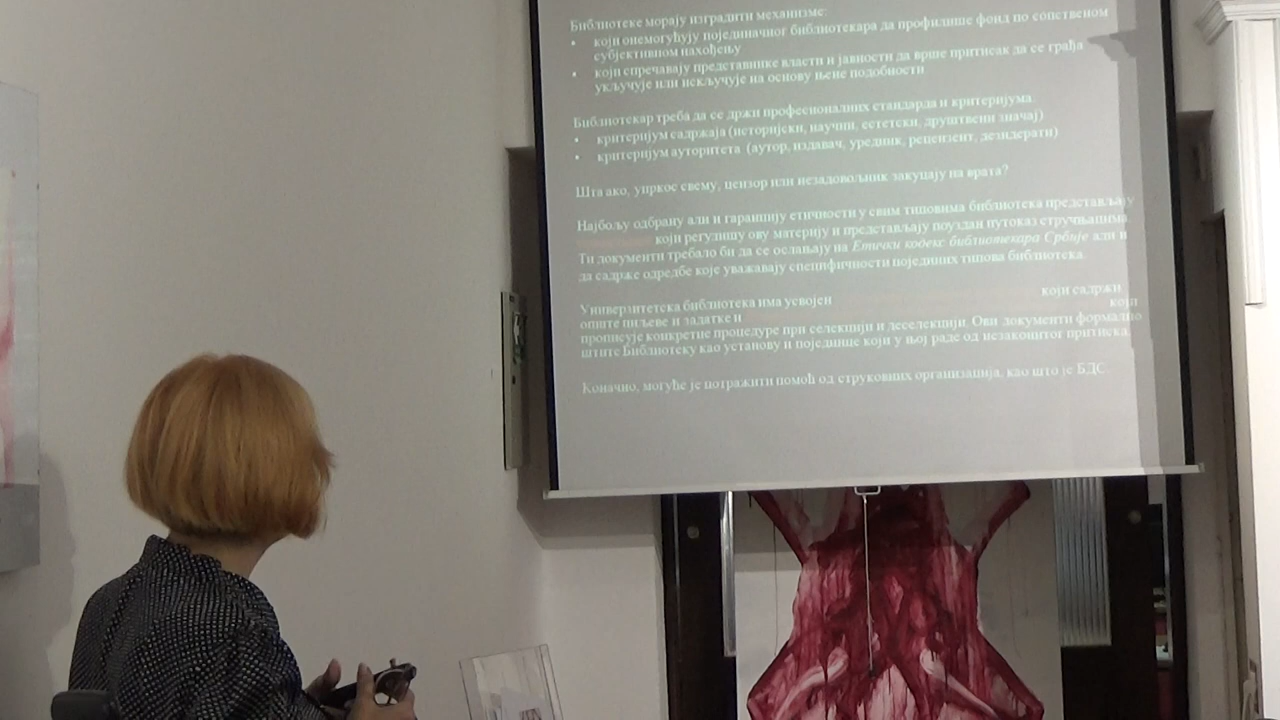 Библиотеке морају изградити механизме:
• који онемогућују појединачног библиотекара да профилише фонд по сопственом
субјективном нахођењу
• који спречавају представнике власти и јавности да врше притисак да се грађа
укључује или искључује на основу њене подобности
Библиотекар треба да се држи професионалних стандарда и критеријума.
• критеријум садржаја (историјски, научни, естетски, друштвени значај)
• критеријум ауторитета (аутор, издавач, уредник, рецензент, дезидерати)
Шта ако, упркос свему, цензор или незадовољник закуцају на врата?
Најбољу одбрану али и гаранцију етичности у свим типовима библиотека представљају
који регулишу ову материју и представљају поуздан путоказ стручњацима.
Ти документи требало би да се ослањају на Етички кодекс библиотекара Србије али и
да садрже одредбе које уважавају специфичности појединих типова библиотека.
Универзитетска библиотека има усвојен који садржи
опште циљеве и задатке и који
прописује конкретне процедуре при селекцији и деселекцији. Ови документи формално
штите Библиотеку као установу и појединце који у њој раде од незаконитог притиска.
Коначно, могуће је потражити помоћ од струковних организација, као што је БДС